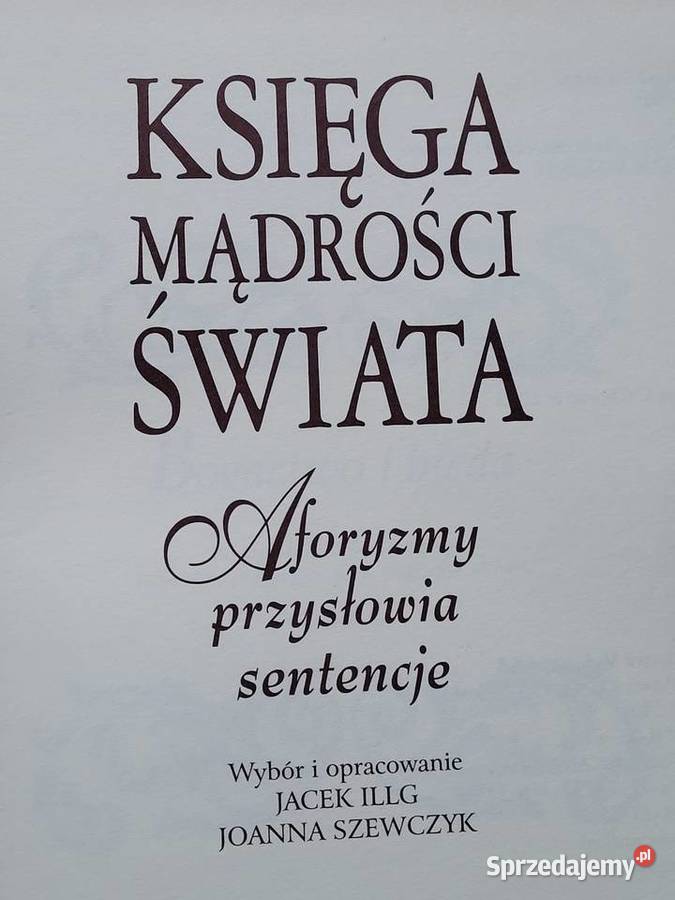 KSIĘGA
MĄDROŚCI
ŚWIATA
Aforyzmy
przysłowia
sentencje
Wybór i opracowanie
JACEK ILLG
JOANNA SZEWCZYK
Sprzedajemy.pl